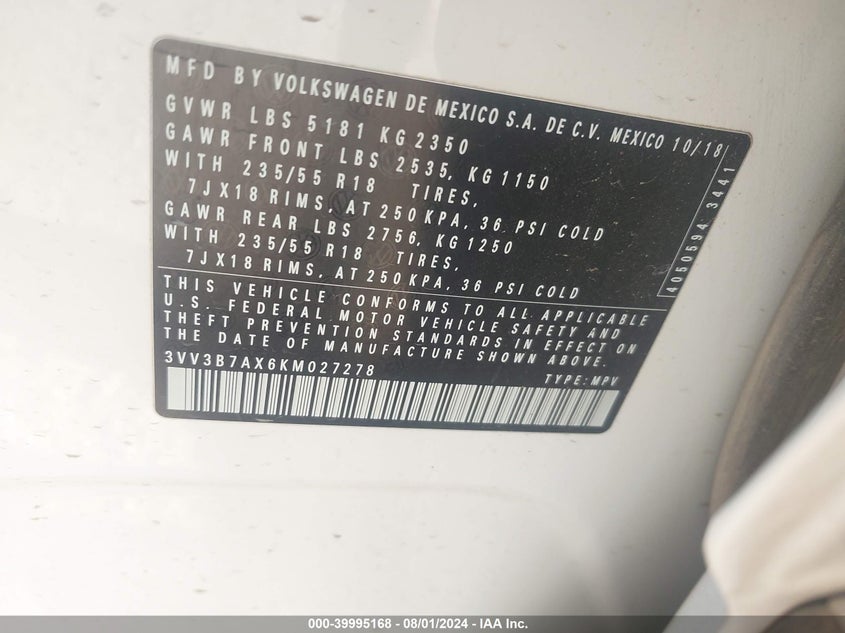 MFD BY VOLKSWAGEN DE MEXICO S.A. DE C.V. MEXICO 10/18
GVWR LBS 5181 KG 2350
GAWR FRONT LBS 2535, KG 1150
WITH 235/55 R18 TIRES,
7JX18 RIMS, AT 250 KPA, 36 PSI COLD
GAWR REAR LBS 2756, KG 1250
WITH 235/55 R18 TIRES,
7JX18 RIMS, AT 250 KPA, 36 PSI COLD
4050594 3441
THIS VEHICLE CONFORMS TO ALL APPLICABLE
U.S. FEDERAL MOTOR VEHICLE SAFETY AND
THEFT PREVENTION STANDARDS IN EFFECT ON
THE DATE OF MANUFACTURE SHOWN ABOVE.
3VV3B7AX6KM027278 TYPE: MPV
000-39995168 - 08/01/2024 - IAA Inc.